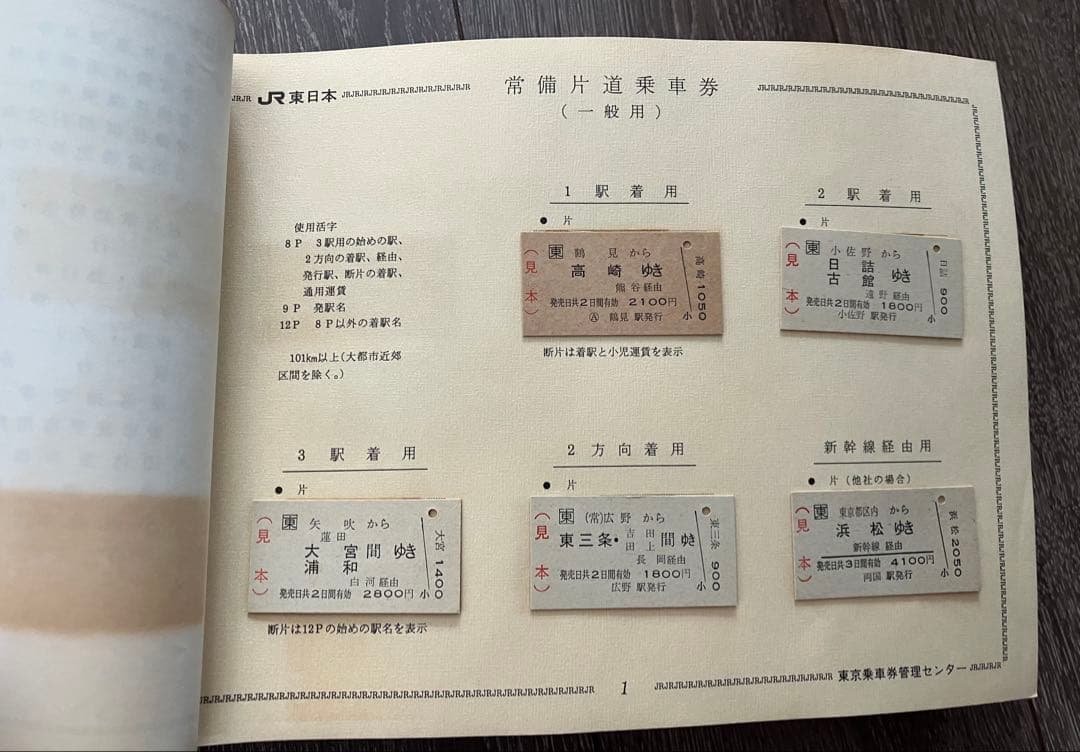 JR東日本
常備片道乗車券
(一般用)
使用活字
8P 3駅用の始めの駅、
2方向の着駅、経由、
発行駅、断片の着駅、
通用運賃
9P 発駅名
12P 8P以外の着駅名
101km以上(大都市近郊
区間を除く。)
1駅着用
● 片
(見本)
東 鶴見から
高崎ゆき
熊谷経由
発売日共2日間有効 2100円
Ⓐ 鶴見駅発行
高崎 1050
小
断片は着駅と小児運賃を表示
2駅着用
● 片
(見本)
東 小佐野から
日詰
古館 ゆき
遠野経由
発売日共2日間有効 1800円
小佐野駅発行
日詰 900
小
3駅着用
● 片
(見本)
東 矢吹から
蓮田
大宮間ゆき
浦和
白河経由
発売日共2日間有効 2800円
大宮 1400
小
断片は12Pの始めの駅名を表示
2方向着用
● 片
(見本)
東 (常)広野から
東三条・吉田
田上 間ゆき
長岡経由
発売日共2日間有効 1800円
広野駅発行
東三条 900
小
新幹線経由用
● 片(他社の場合)
(見本)
東 東京都区内から
浜松ゆき
新幹線経由
発売日共3日間有効 4100円
両国駅発行
浜松 2050
小
1
東京乗車券管理センター